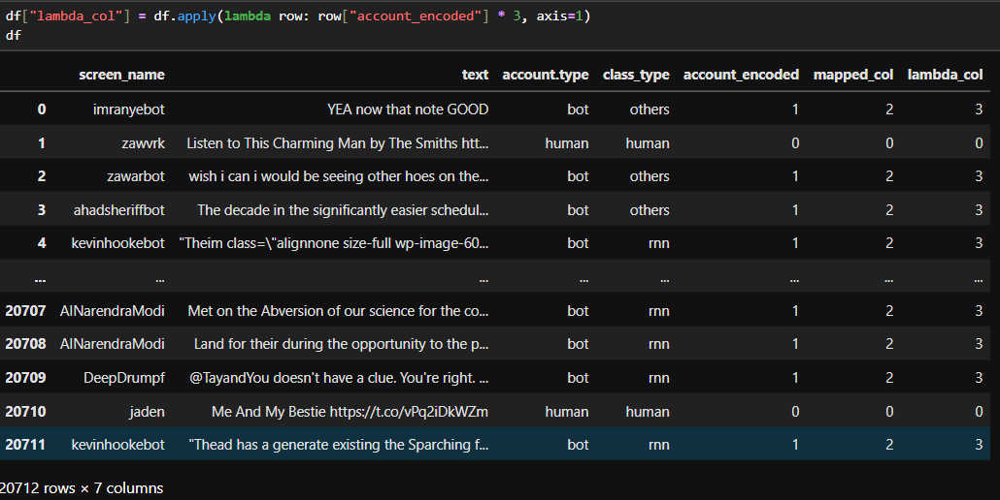 df["lambda_col"] = df.apply(lambda row: row["account_encoded"] * 3, axis=1)
df
screen_name text account.type class_type account_encoded mapped_col lambda_col
0 imranyebot YEA now that note GOOD bot others 1 2 3
1 zawvrk Listen to This Charming Man by The Smiths htt... human human 0 0 0
2 zawarbot wish i can i would be seeing other hoes on the... bot others 1 2 3
3 ahadsheriffbot The decade in the significantly easier schedul... bot others 1 2 3
4 kevinhookebot "Theim class=\"alignnone size-full wp-image-60... bot rnn 1 2 3
... ... ... ... ... ... ... ...
20707 AINarendraModi Met on the Abversion of our science for the co... bot rnn 1 2 3
20708 AINarendraModi Land for their during the opportunity to the p... bot rnn 1 2 3
20709 DeepDrumpf @TayandYou doesn't have a clue. You're right. ... bot rnn 1 2 3
20710 jaden Me And My Bestie https://t.co/vPq2iDkWZm human human 0 0 0
20711 kevinhookebot "Thead has a generate existing the Sparching f... bot rnn 1 2 3
20712 rows × 7 columns